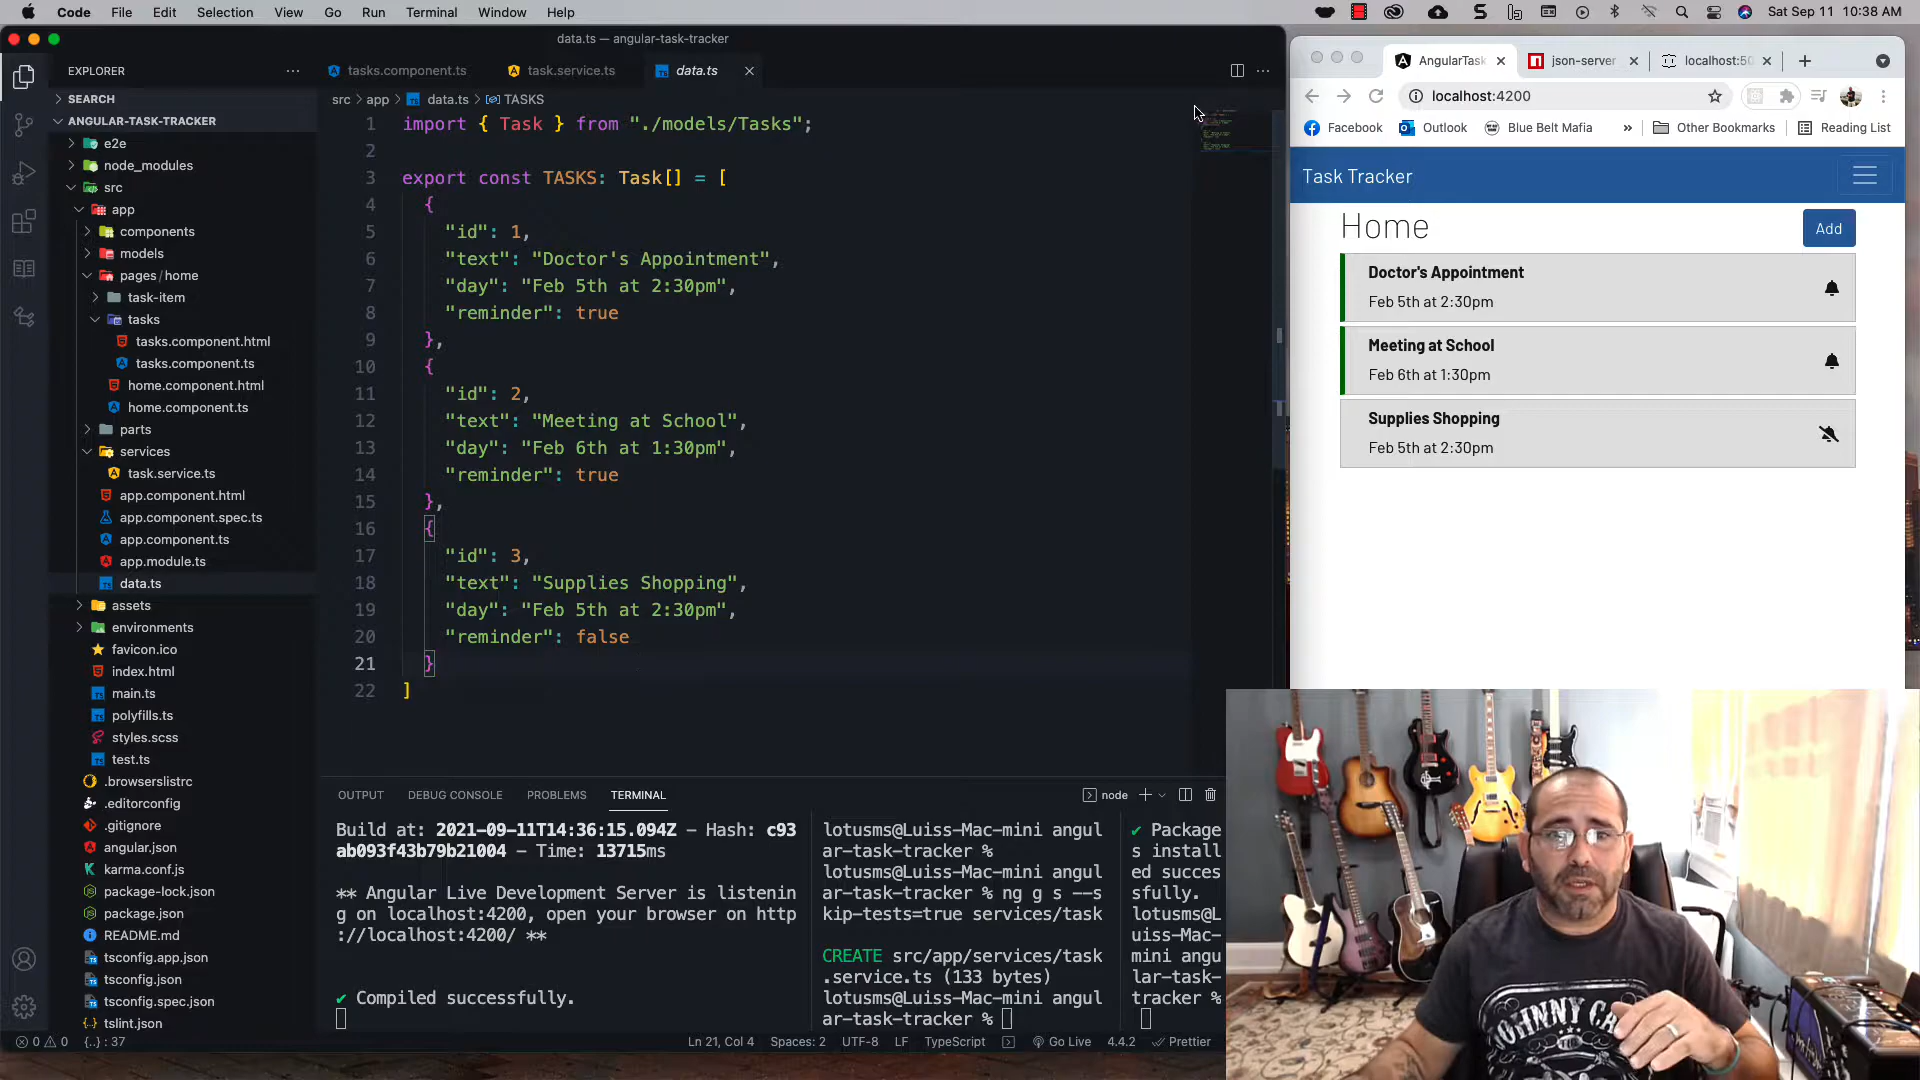 Code File Edit Selection View Go Run Terminal Window Help
Sat Sep 11 10:38 AM
data.ts — angular-task-tracker
EXPLORER
SEARCH
ANGULAR-TASK-TRACKER
e2e
node_modules
src
app
components
models
pages/home
task-item
tasks
tasks.component.html
tasks.component.ts
home.component.html
home.component.ts
parts
services
task.service.ts
app.component.html
app.component.spec.ts
app.component.ts
app.module.ts
data.ts
assets
environments
favicon.ico
index.html
main.ts
polyfills.ts
styles.scss
test.ts
.browserslistrc
.editorconfig
.gitignore
angular.json
karma.conf.js
package-lock.json
package.json
README.md
tsconfig.app.json
tsconfig.json
tsconfig.spec.json
tslint.json
tasks.component.ts task.service.ts data.ts
src > app > data.ts > TASKS
1 import { Task } from "./models/Tasks";
2
3 export const TASKS: Task[] = [
4 {
5 "id": 1,
6 "text": "Doctor's Appointment",
7 "day": "Feb 5th at 2:30pm",
8 "reminder": true
9 },
10 {
11 "id": 2,
12 "text": "Meeting at School",
13 "day": "Feb 6th at 1:30pm",
14 "reminder": true
15 },
16 {
17 "id": 3,
18 "text": "Supplies Shopping",
19 "day": "Feb 5th at 2:30pm",
20 "reminder": false
21 }
22 ]
OUTPUT DEBUG CONSOLE PROBLEMS TERMINAL
node
Build at: 2021-09-11T14:36:15.094Z - Hash: c93
ab093f43b79b21004 - Time: 13715ms
** Angular Live Development Server is listenin
g on localhost:4200, open your browser on http
://localhost:4200/ **
✔ Compiled successfully.
lotusms@Luiss-Mac-mini angul
ar-task-tracker %
lotusms@Luiss-Mac-mini angul
ar-task-tracker % ng g s --s
kip-tests=true services/task
CREATE src/app/services/task
.service.ts (133 bytes)
lotusms@Luiss-Mac-mini angul
ar-task-tracker %
✔ Package
s install
ed succes
sfully.
lotusms@L
uiss-Mac-
mini angu
lar-task-
tracker %
0 0 {..} : 37
Ln 21, Col 4 Spaces: 2 UTF-8 LF TypeScript Go Live 4.4.2 Prettier
AngularTask json-server localhost:50
localhost:4200
Facebook Outlook Blue Belt Mafia » Other Bookmarks Reading List
Task Tracker
Home
Add
Doctor's Appointment
Feb 5th at 2:30pm
Meeting at School
Feb 6th at 1:30pm
Supplies Shopping
Feb 5th at 2:30pm
JOHNNY CA